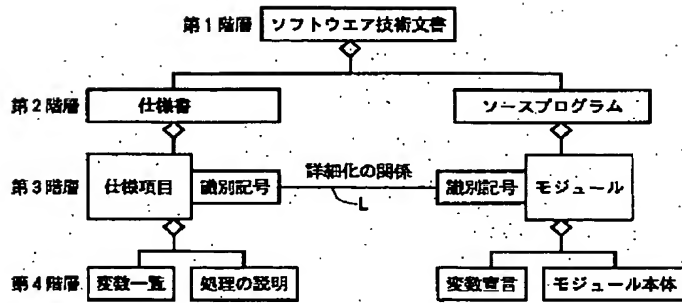 第1階層 ソフトウエア技術文書
第2階層 仕様書 ソースプログラム
詳細化の関係
第3階層 仕様項目 識別記号 識別記号 モジュール
L
第4階層 変数一覧 処理の説明 変数宣言 モジュール本体